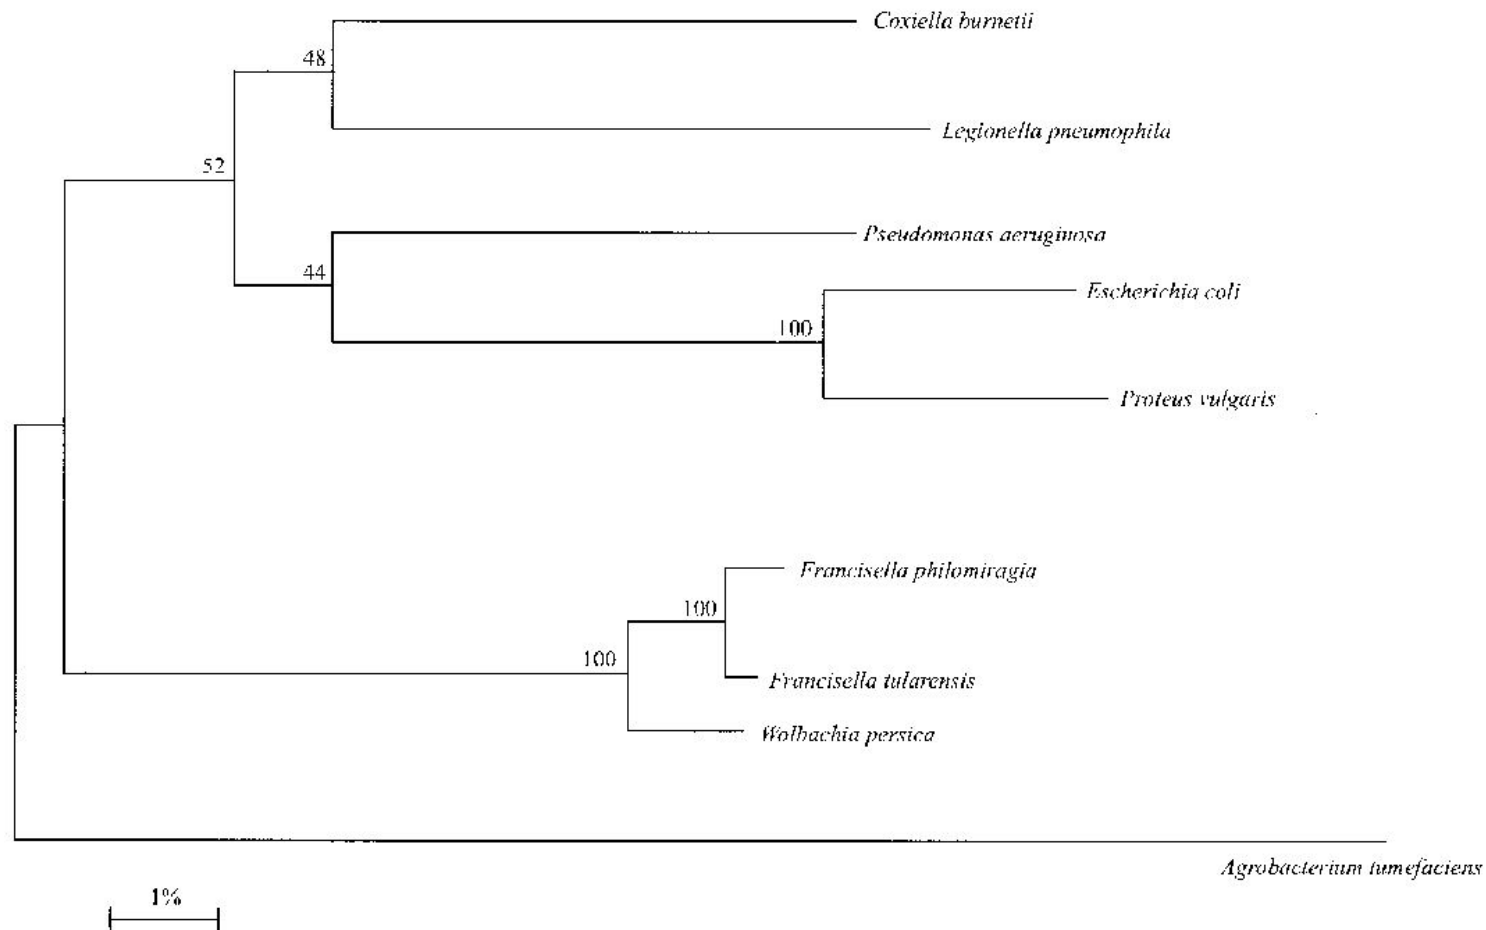 Coxiella burnetii
48
Legionella pneumophila
52
Pseudomonas aeruginosa
44
Escherichia coli
100
Proteus vulgaris
Francisella philomiragia
100
100
Francisella tularensis
Wolbachia persica
Agrobacterium tumefaciens
1%